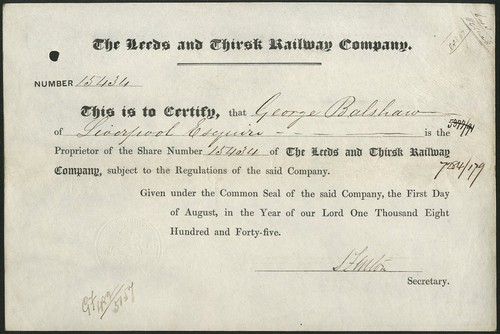 The Leeds and Thirsk Railway Company.
NUMBER 15434
This is to Certify, that George Balshaw
of Liverpool Esquire is the
Proprietor of the Share Number 15434 of The Leeds and Thirsk Railway
Company, subject to the Regulations of the said Company.
Given under the Common Seal of the said Company, the First Day
of August, in the Year of our Lord One Thousand Eight
Hundred and Forty-five.
Secretary.